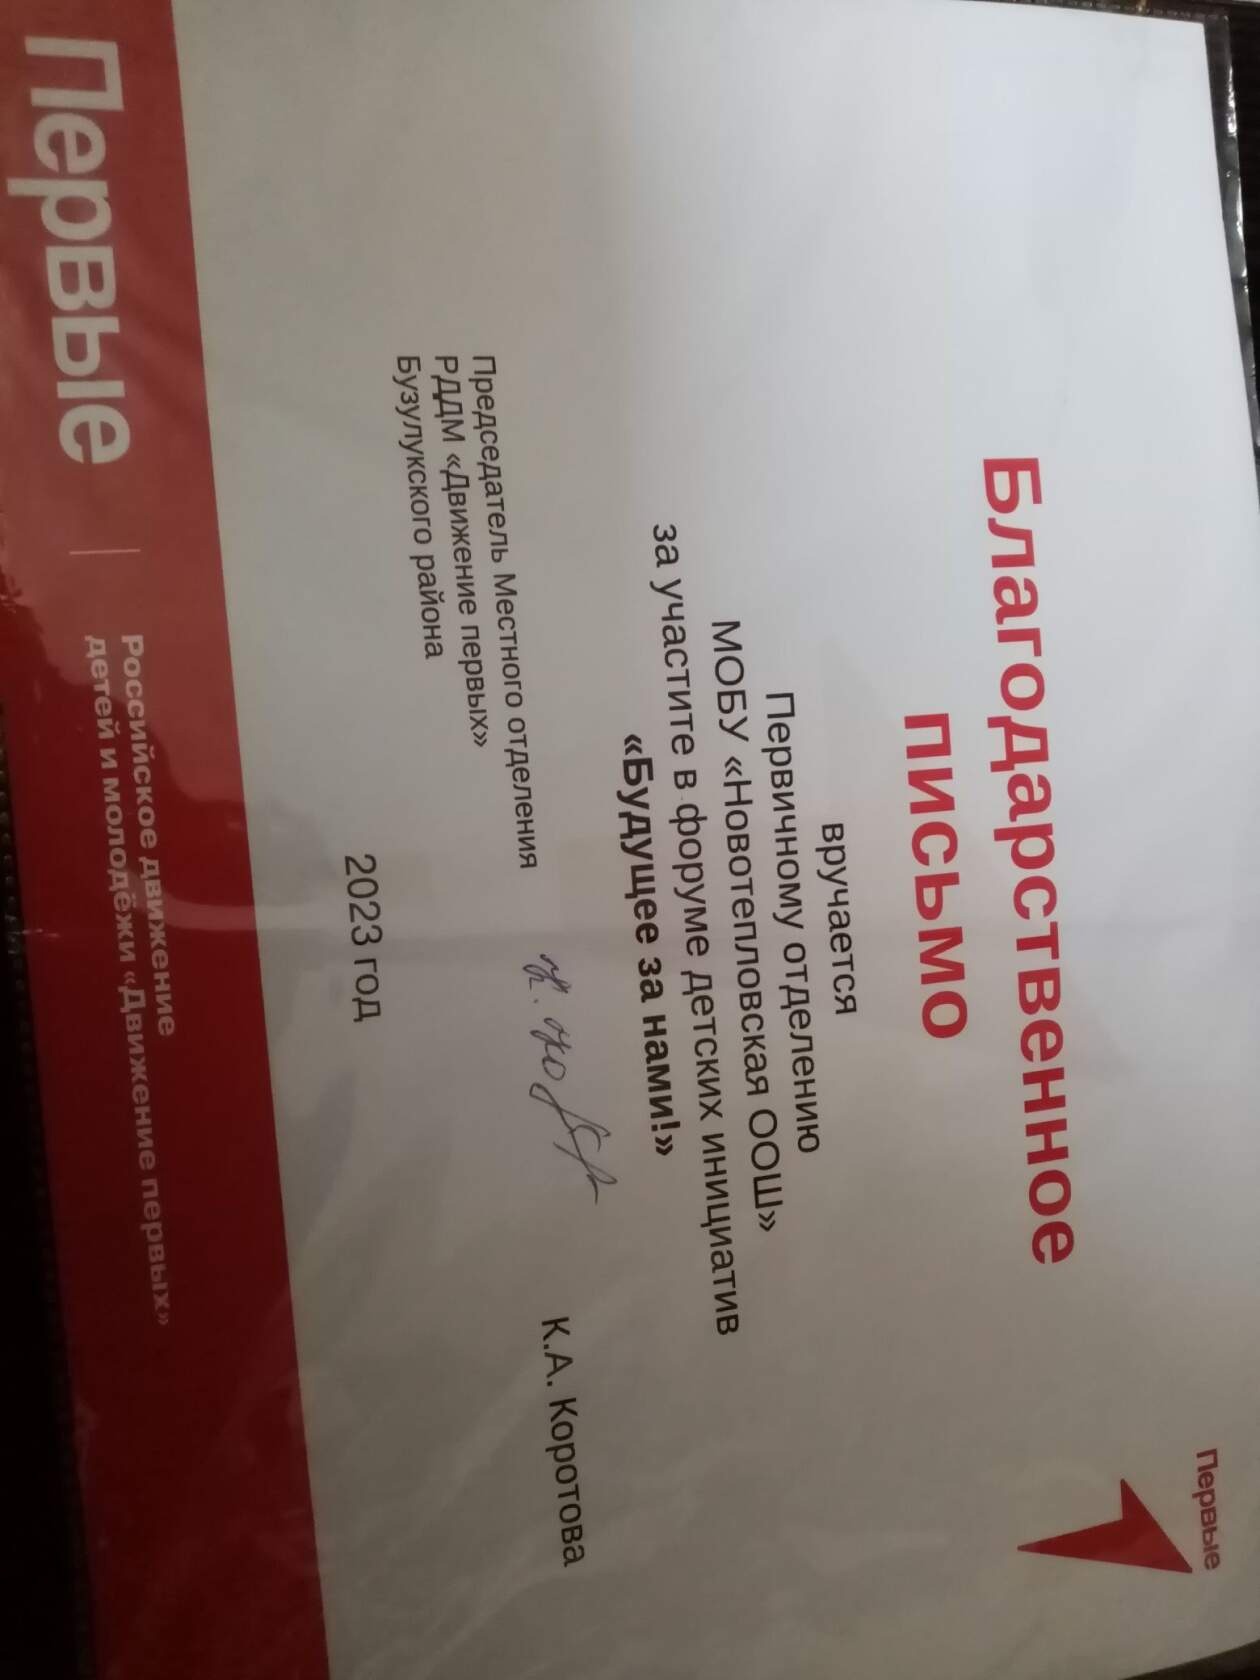 Первые
Благодарственное
письмо
вручается
Первичному отделению
МОБУ «Новотепловская ООШ»
за участите в форуме детских инициатив
«Будущее за нами!»
Председатель Местного отделения
РДДМ «Движение первых»
Бузулукского района
К.А. Коротова
2023 год
Первые
Российское движение
детей и молодёжи «Движение первых»